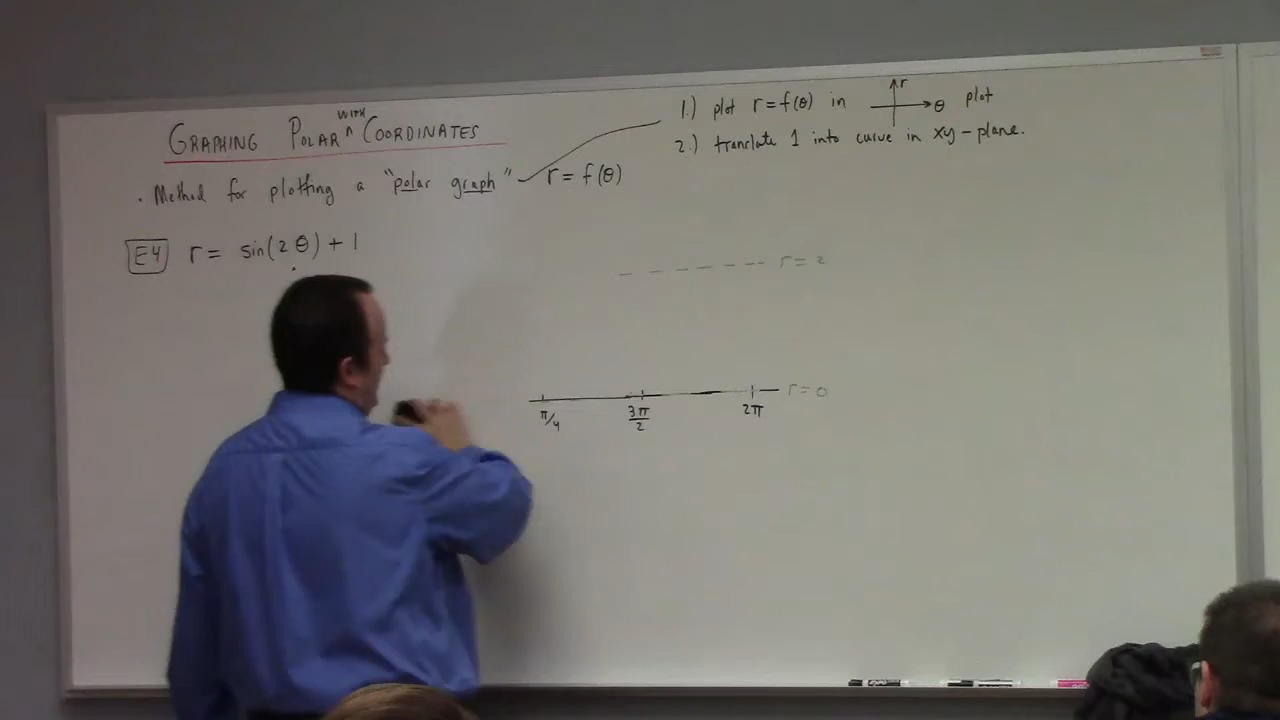 GRAPHING POLAR WITH ^ COORDINATES
• Method for plotting a "polar graph" r = f(θ)
1.) plot r = f(θ) in r θ plot
2.) translate 1 into curve in xy-plane.
E4 r = sin(2θ) + 1
r = 2
r = 0
π/4 3π/2 2π